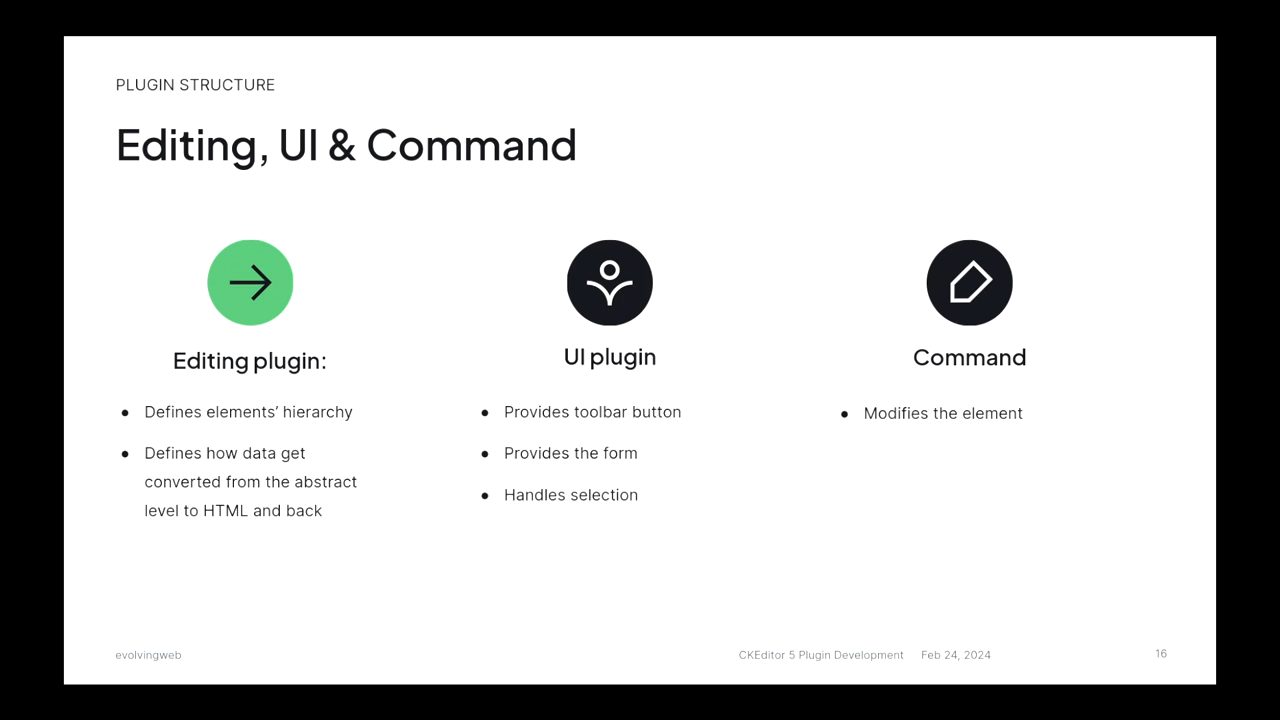 PLUGIN STRUCTURE
Editing, UI & Command
Editing plugin:
● Defines elements’ hierarchy
● Defines how data get
converted from the abstract
level to HTML and back
UI plugin
● Provides toolbar button
● Provides the form
● Handles selection
Command
● Modifies the element
evolvingweb
CKEditor 5 Plugin Development Feb 24, 2024
16